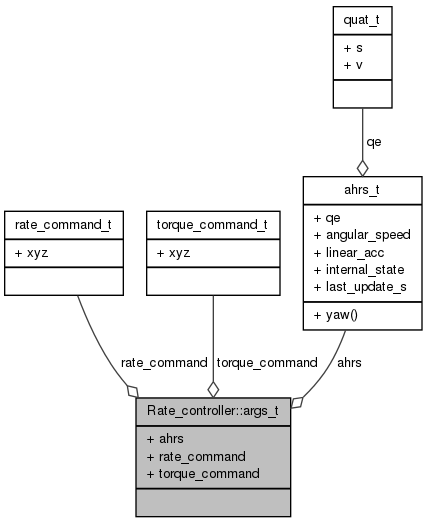 quat_t
+ s
+ v
qe
ahrs_t
+ qe
+ angular_speed
+ linear_acc
+ internal_state
+ last_update_s
+ yaw()
rate_command_t
+ xyz
torque_command_t
+ xyz
rate_command
torque_command
ahrs
Rate_controller::args_t
+ ahrs
+ rate_command
+ torque_command